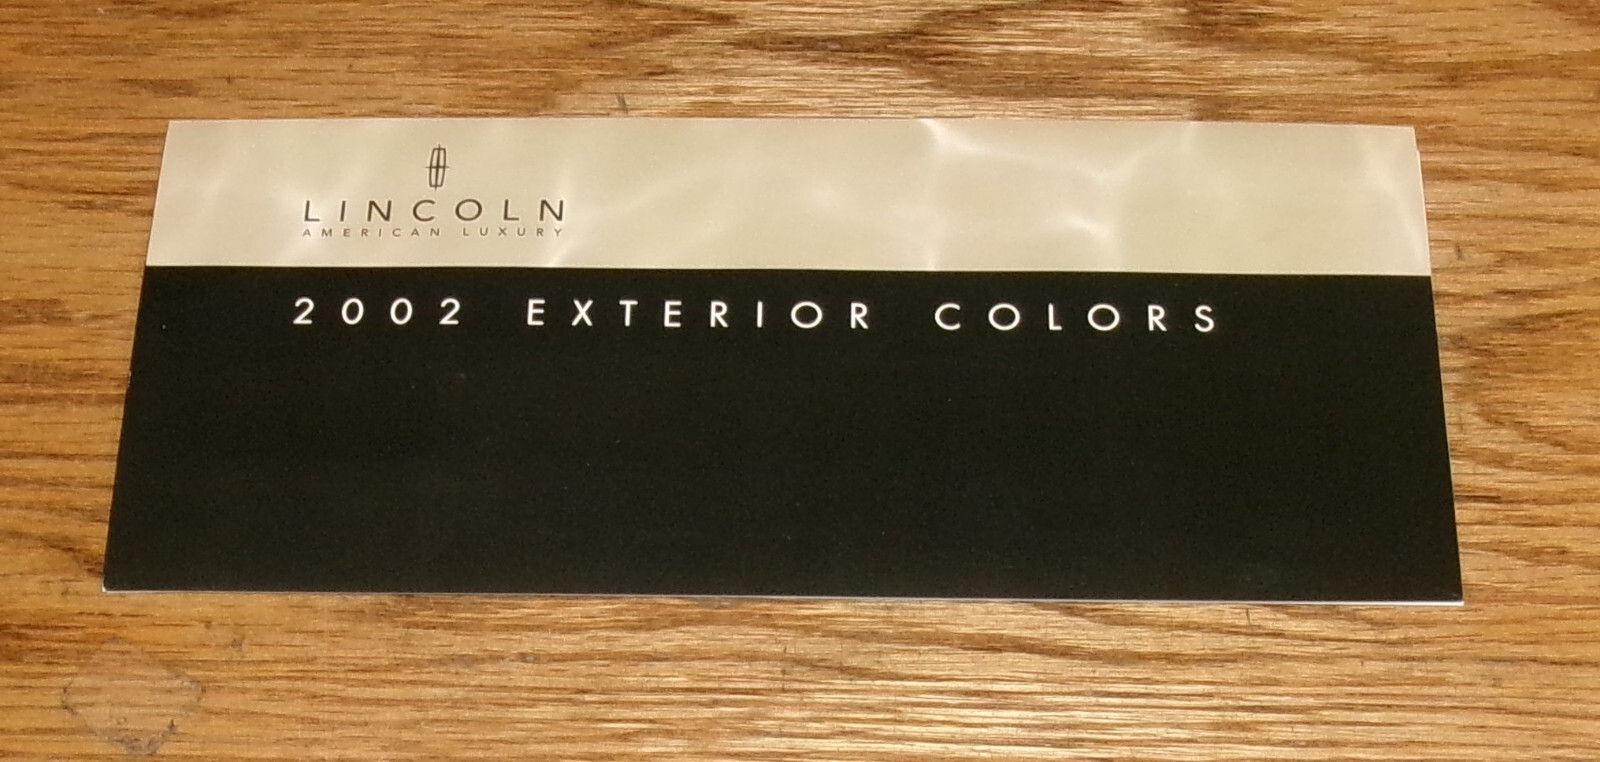 LINCOLN
AMERICAN LUXURY
2002 EXTERIOR COLORS